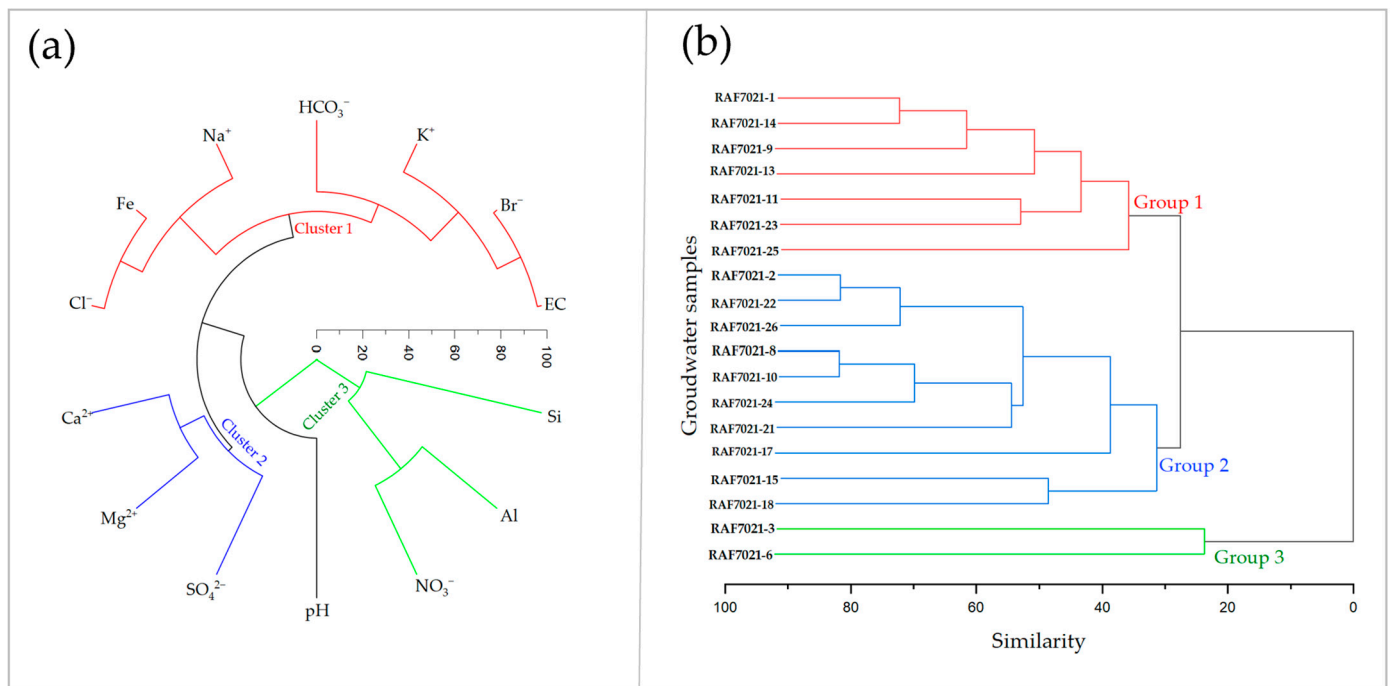 (a)
HCO₃⁻
Na⁺
K⁺
Fe
Br⁻
Cluster 1
Cl⁻
EC
0 20 40 60 80 100
Cluster 3
Ca²⁺
Si
Cluster 2
Mg²⁺
Al
SO₄²⁻
NO₃⁻
pH
(b)
Groudwater samples
RAF7021-1
RAF7021-14
RAF7021-9
RAF7021-13
RAF7021-11
Group 1
RAF7021-23
RAF7021-25
RAF7021-2
RAF7021-22
RAF7021-26
RAF7021-8
RAF7021-10
RAF7021-24
RAF7021-21
RAF7021-17
Group 2
RAF7021-15
RAF7021-18
RAF7021-3
RAF7021-6
Group 3
100 80 60 40 20 0
Similarity